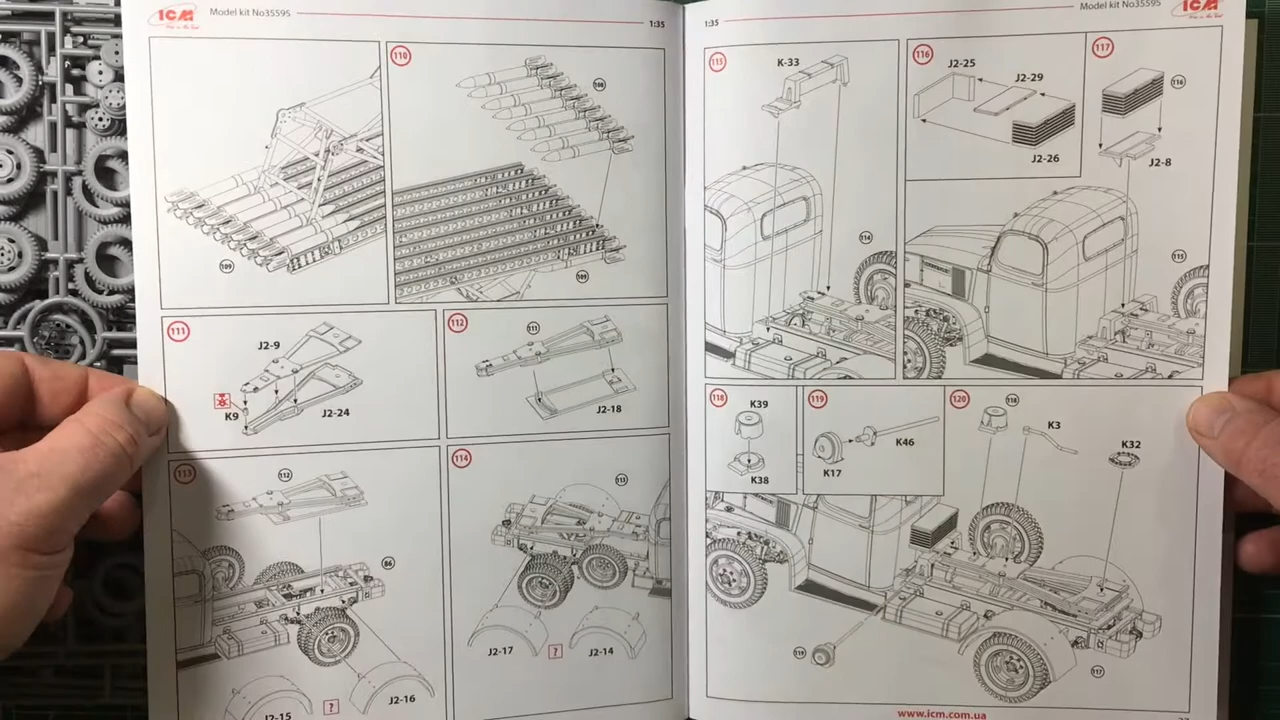 ICM
Model kit No35595
1:35
110
108
109
109
111
J2-9
K9
J2-24
112
111
J2-18
113
112
86
J2-15
?
J2-16
114
113
J2-17
?
J2-14
1:35
Model kit No35595
ICM
115
K-33
114
116
J2-25
J2-29
J2-26
117
116
J2-8
115
118
K39
K38
119
K17
K46
120
118
K3
K32
119
117
www.icm.com.ua